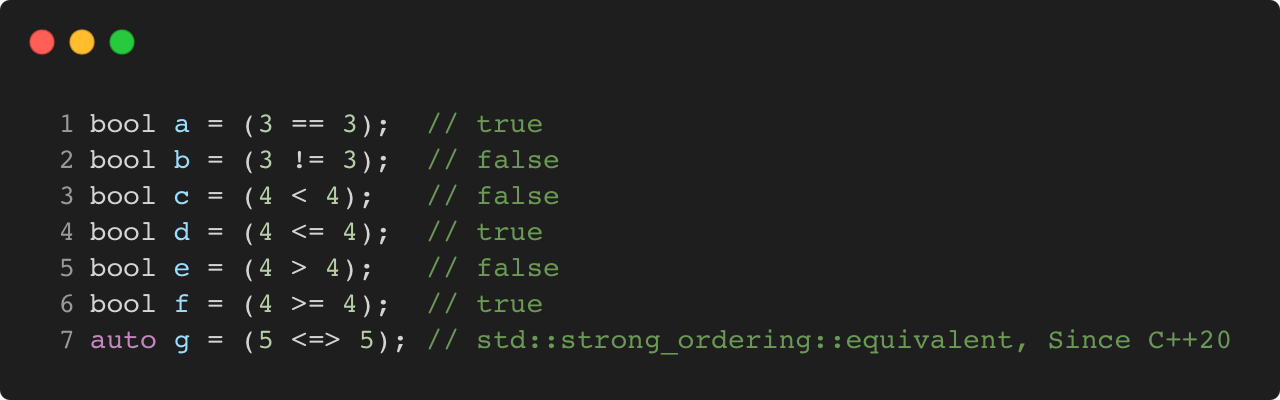 1 bool a = (3 == 3);  // true
2 bool b = (3 != 3);  // false
3 bool c = (4 < 4);   // false
4 bool d = (4 <= 4);  // true
5 bool e = (4 > 4);   // false
6 bool f = (4 >= 4);  // true
7 auto g = (5 <=> 5); // std::strong_ordering::equivalent, Since C++20